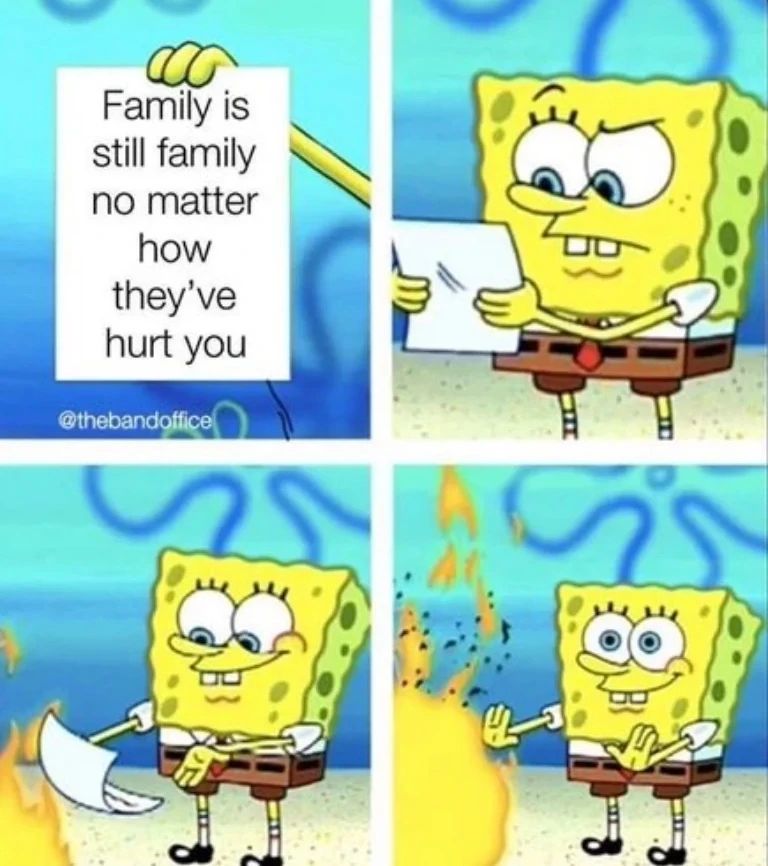 Family is
still family
no matter
how
they've
hurt you
@thebandoffice